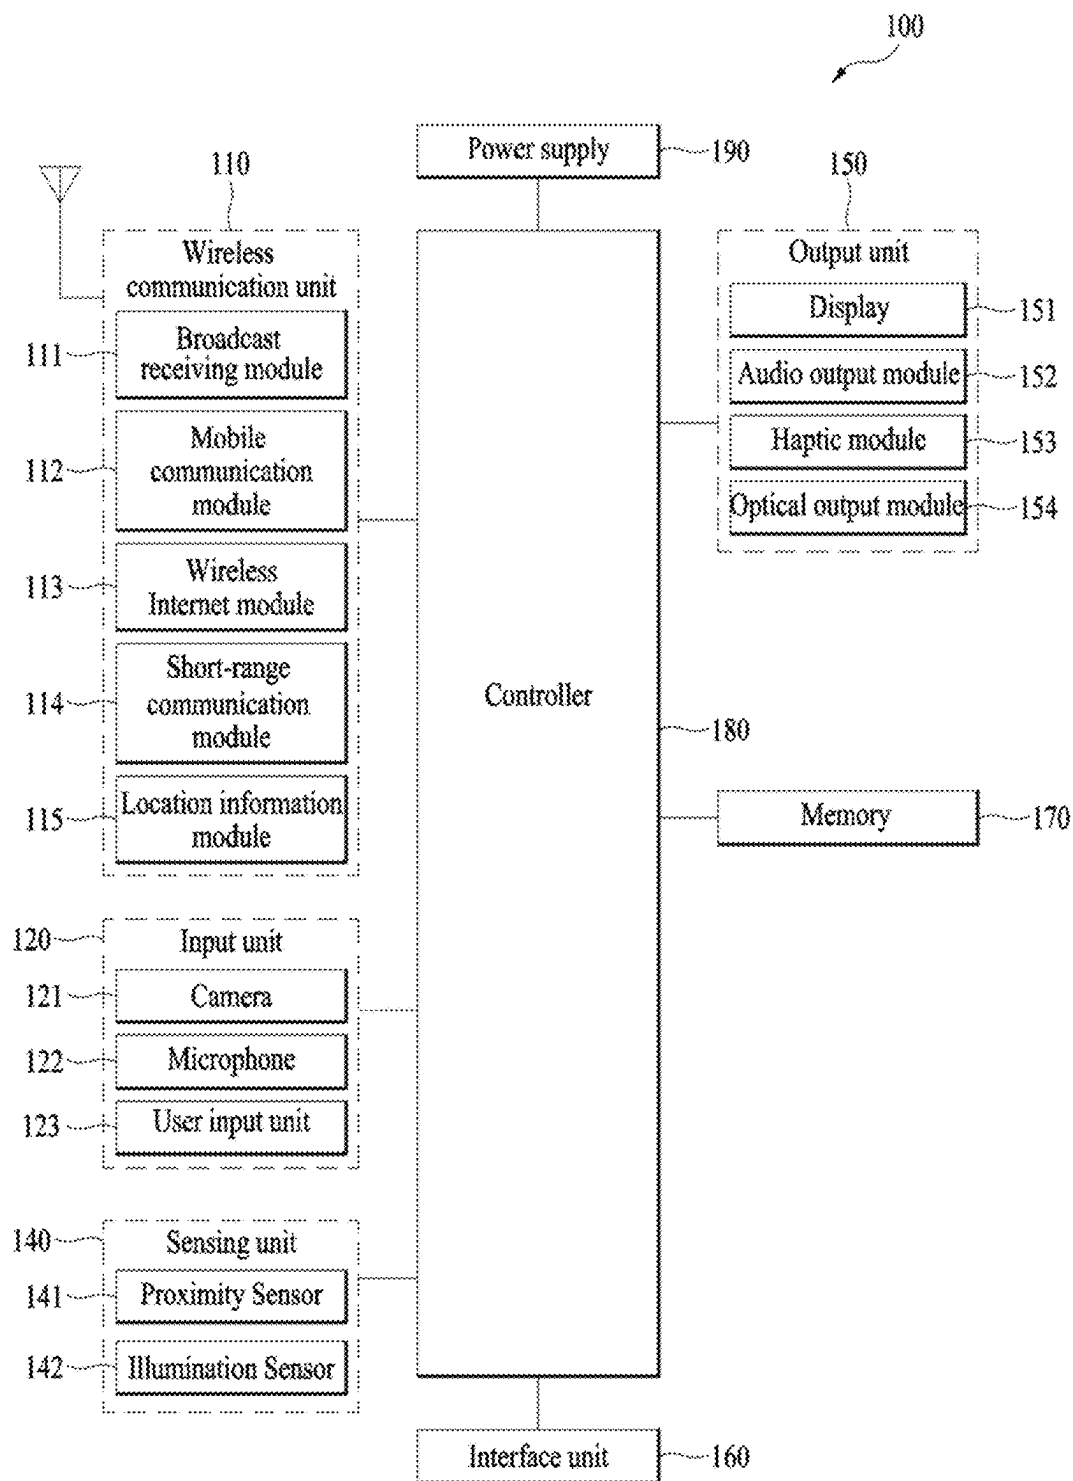 100
Power supply
190
110
150
Wireless
communication unit
Output unit
Broadcast
receiving module
111
Display
151
Audio output module
152
Mobile
communication
module
112
Haptic module
153
Optical output module
154
Wireless
Internet module
113
Short-range
communication
module
114
Controller
180
Location information
module
115
Memory
170
120
Input unit
121
Camera
122
Microphone
123
User input unit
140
Sensing unit
141
Proximity Sensor
142
Illumination Sensor
Interface unit
160